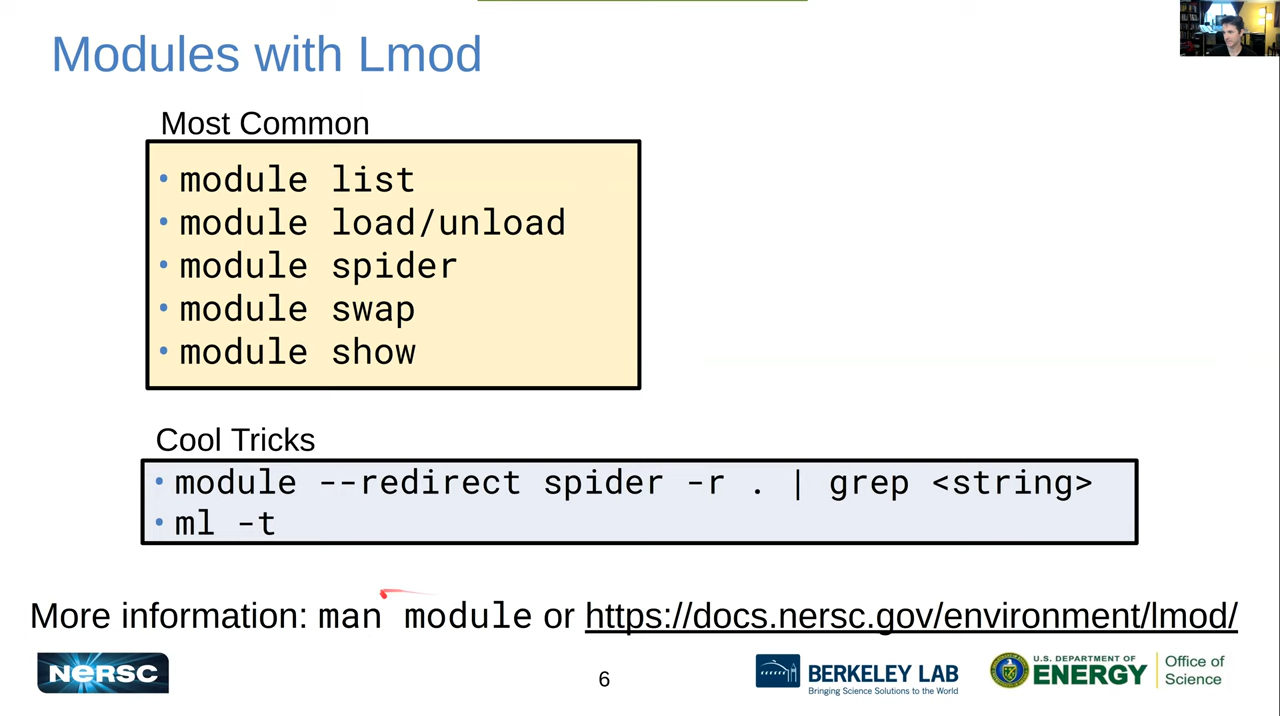 Modules with Lmod
Most Common
• module list
• module load/unload
• module spider
• module swap
• module show
Cool Tricks
• module --redirect spider -r . | grep <string>
• ml -t
More information: man module or https://docs.nersc.gov/environment/lmod/
NERSC
6
BERKELEY LAB
Bringing Science Solutions to the World
U.S. DEPARTMENT OF
ENERGY
Office of
Science